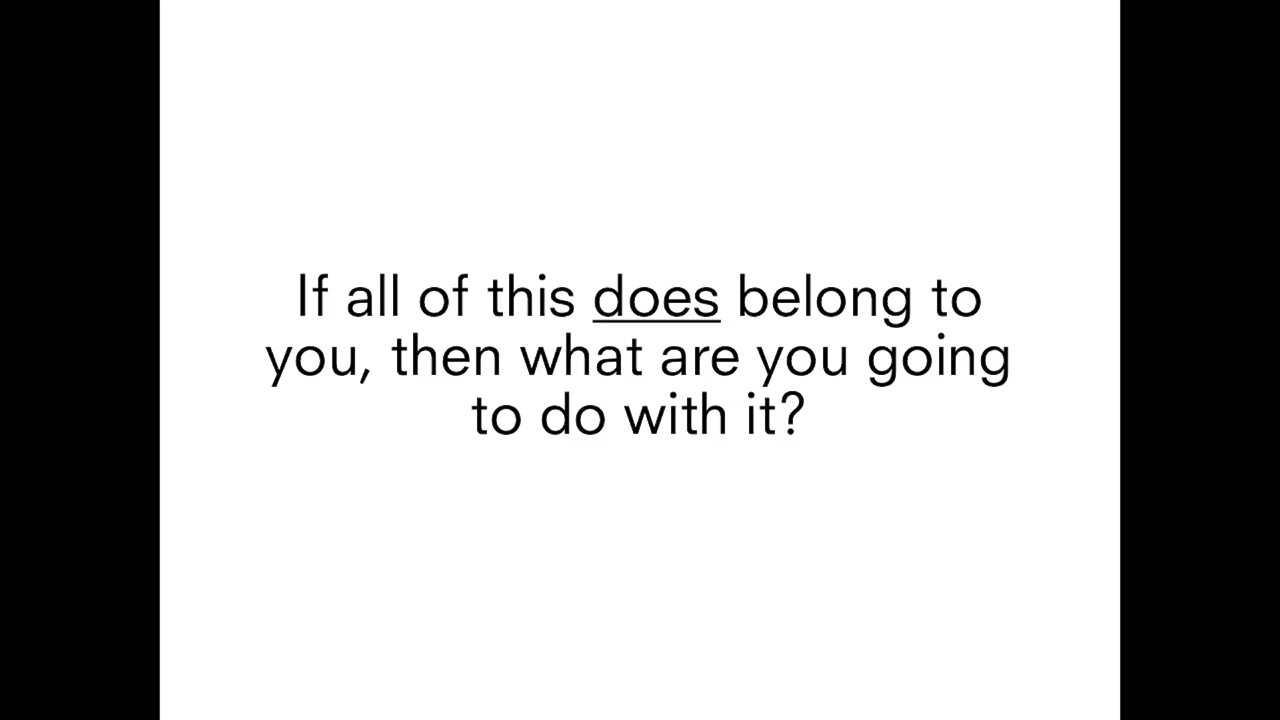 If all of this does belong to
you, then what are you going
to do with it?